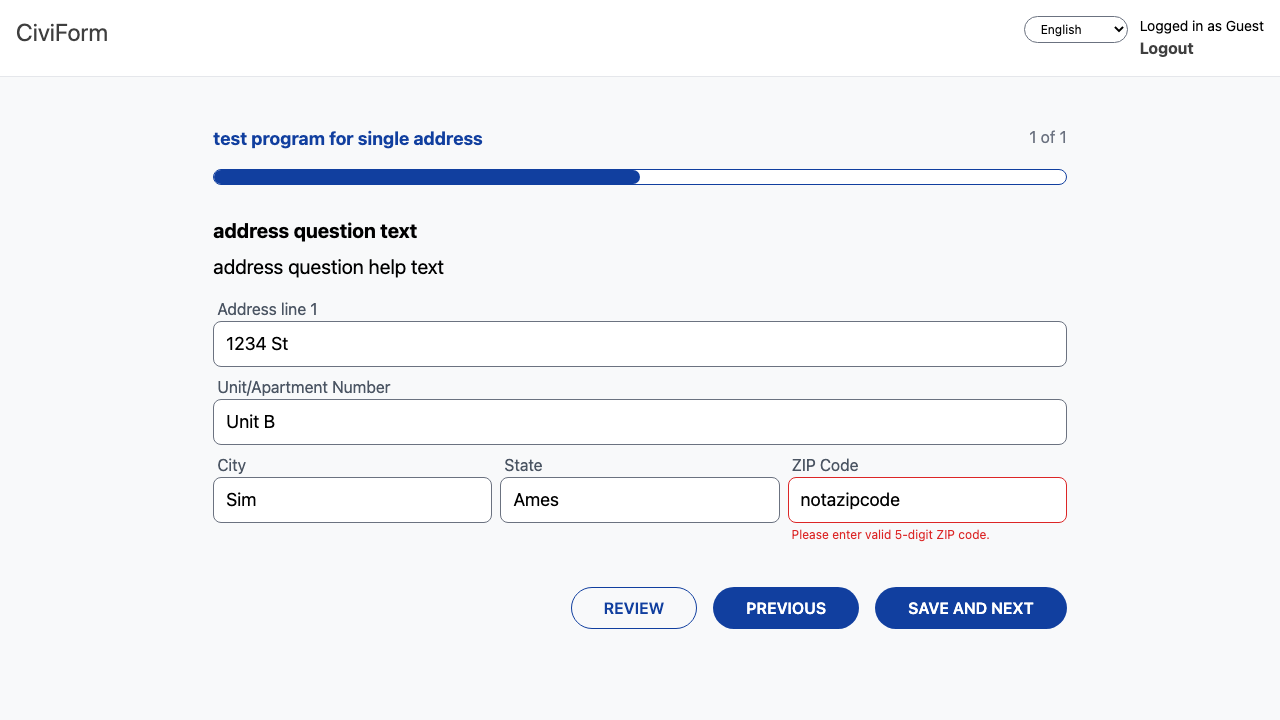 CiviForm
English
Logged in as Guest
Logout
test program for single address
1 of 1
address question text
address question help text
Address line 1
1234 St
Unit/Apartment Number
Unit B
City
State
ZIP Code
Sim
Ames
notazipcode
Please enter valid 5-digit ZIP code.
REVIEW
PREVIOUS
SAVE AND NEXT